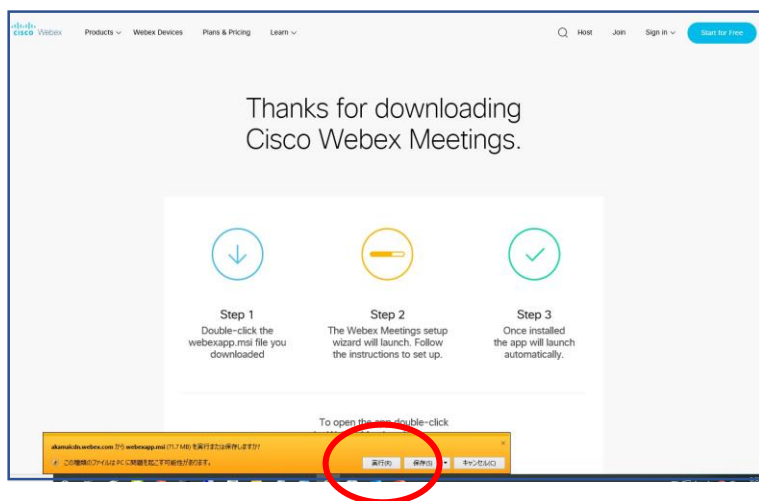 cisco Webex Products Webex Devices Plans & Pricing Learn Host Join Sign in Start for Free
Thanks for downloading
Cisco Webex Meetings.
Step 1
Double-click the
webexapp.msi file you
downloaded
Step 2
The Webex Meetings setup
wizard will launch. Follow
the instructions to set up.
Step 3
Once installed
the app will launch
automatically.
To open the app double-click
akamaicdn.webex.com から webexapp.msi (71.7 MB) を実行または保存しますか?
この種類のファイルは PC に問題を起こす可能性があります。
実行(R) 保存(S) キャンセル(C)